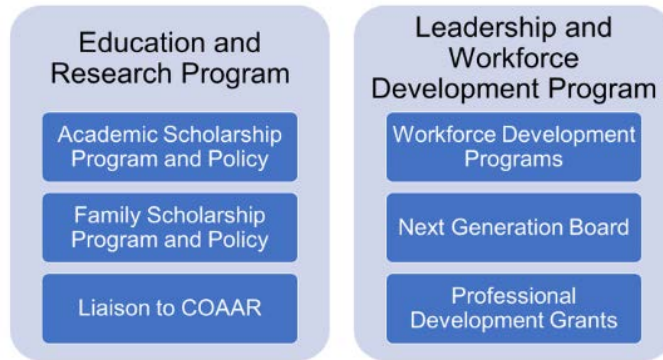 Education and
Research Program
Academic Scholarship
Program and Policy
Family Scholarship
Program and Policy
Liaison to COAAR
Leadership and
Workforce
Development Program
Workforce Development
Programs
Next Generation Board
Professional
Development Grants